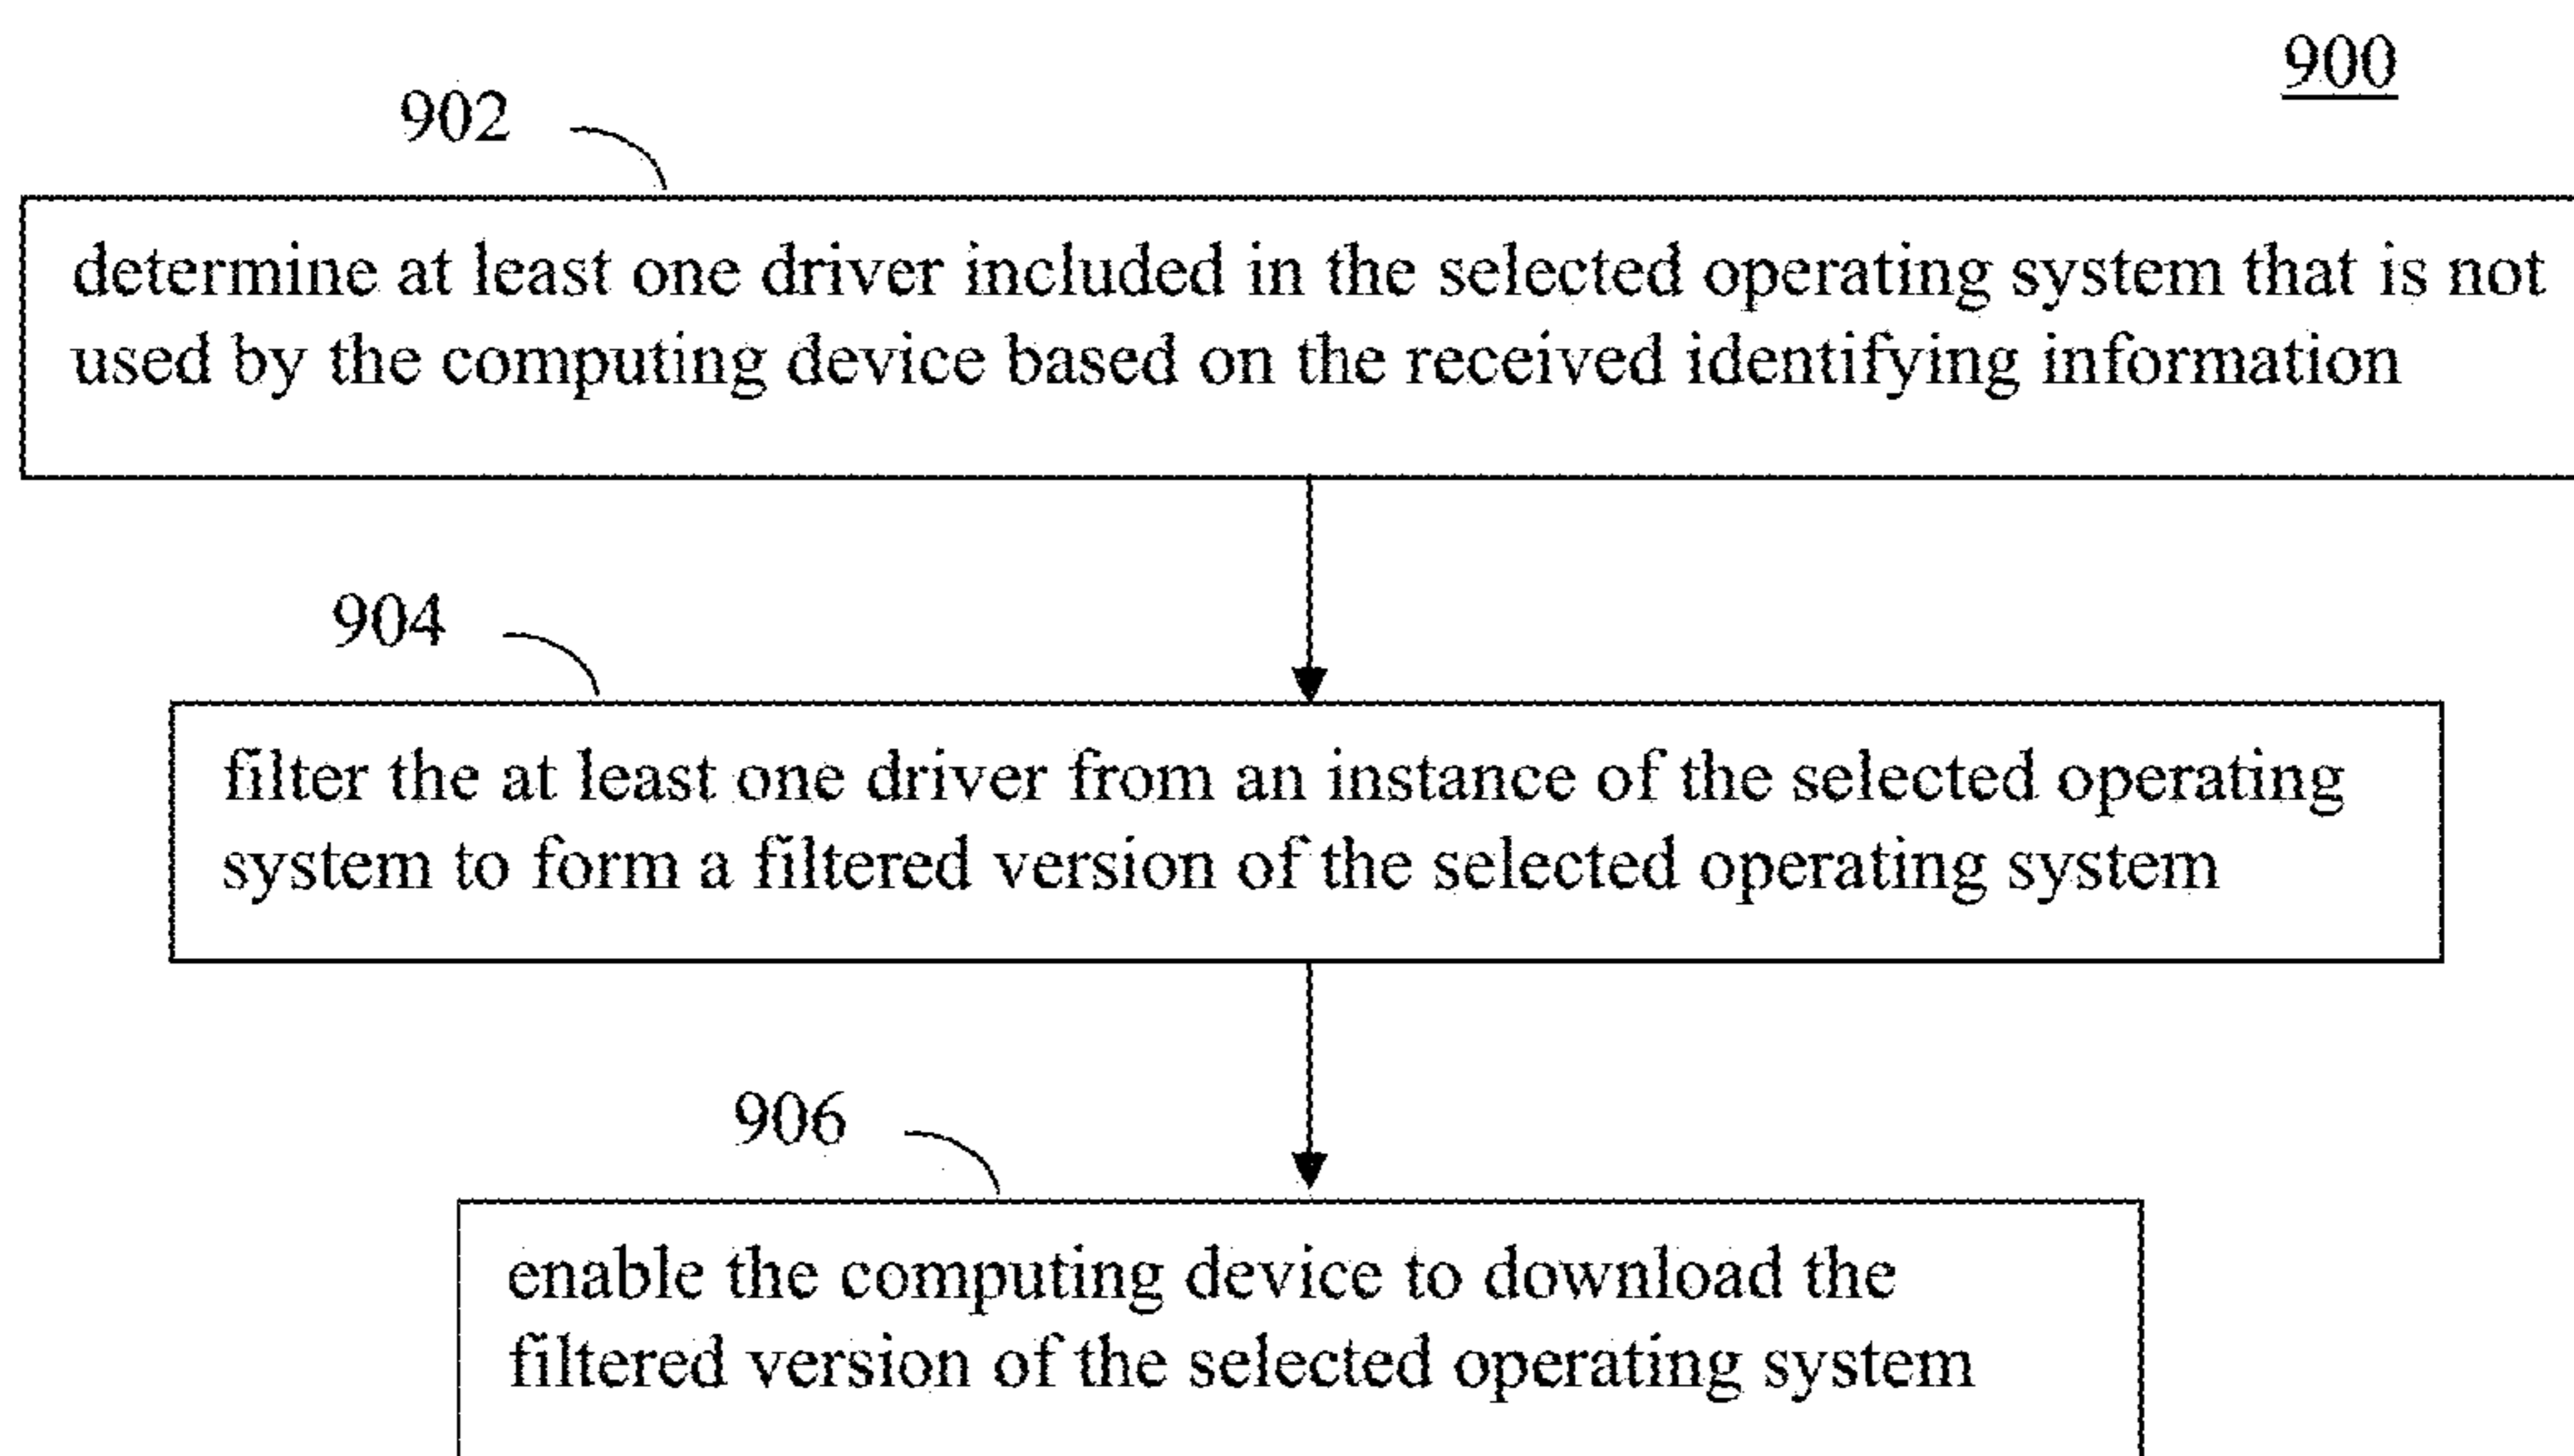 900
902
determine at least one driver included in the selected operating system that is not
used by the computing device based on the received identifying information
904
filter the at least one driver from an instance of the selected operating
system to form a filtered version of the selected operating system
906
enable the computing device to download the
filtered version of the selected operating system